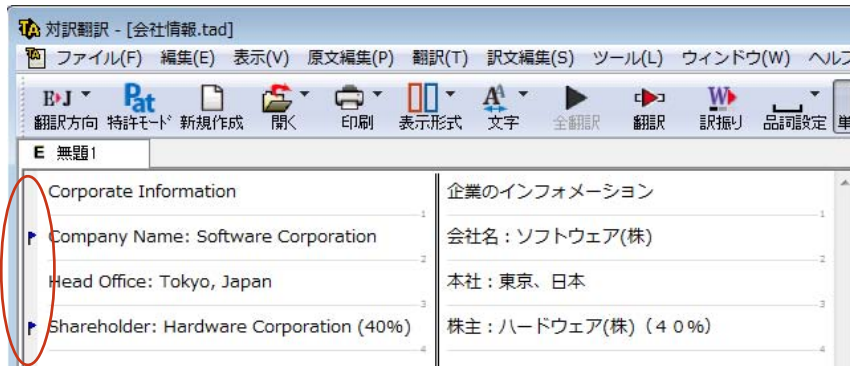 対訳翻訳 - [会社情報.tad]
ファイル(F) 編集(E) 表示(V) 原文編集(P) 翻訳(T) 訳文編集(S) ツール(L) ウィンドウ(W) ヘルプ
E▸J Pat A A W
翻訳方向 特許モード 新規作成 開く 印刷 表示形式 文字 全翻訳 翻訳 訳振り 品詞設定 単
E 無題1
Corporate Information 企業のインフォメーション
1 1
Company Name: Software Corporation 会社名:ソフトウェア(株)
2 2
Head Office: Tokyo, Japan 本社:東京、日本
3 3
Shareholder: Hardware Corporation (40%) 株主:ハードウェア(株)(40%)
4 4